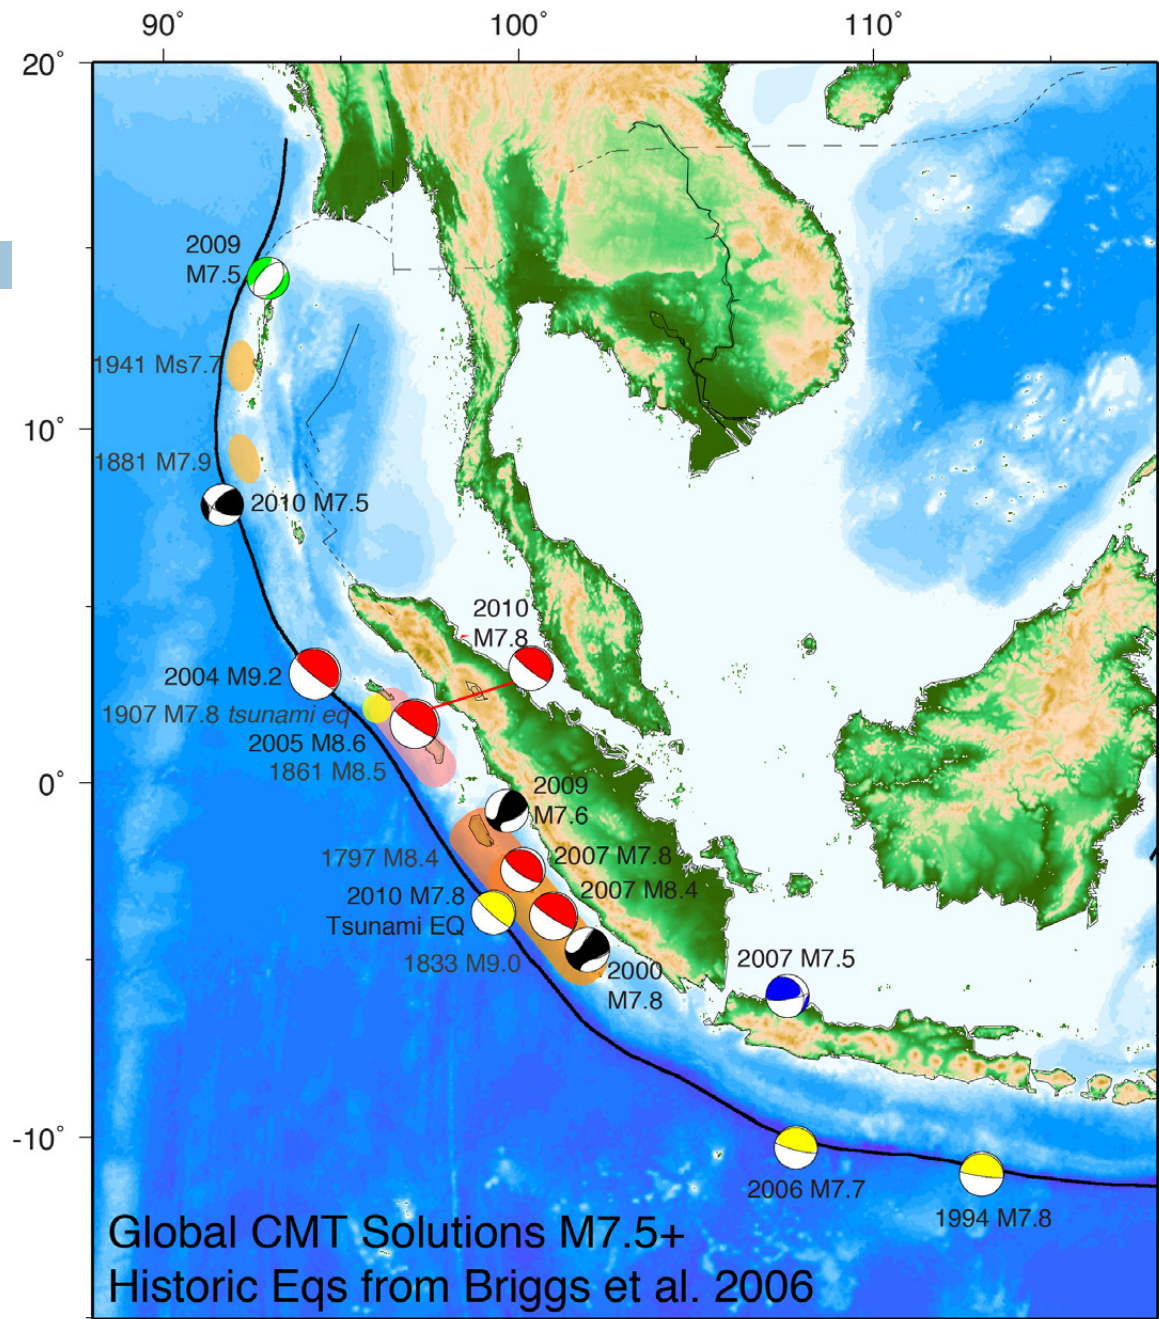 90°
100°
110°
20°
10°
0°
-10°
2009
M7.5
1941 Ms7.7
1881 M7.9
2010 M7.5
2010
M7.8
2004 M9.2
1907 M7.8 tsunami eq
2005 M8.6
1861 M8.5
2009
M7.6
1797 M8.4
2007 M7.8
2007 M8.4
2010 M7.8
Tsunami EQ
1833 M9.0
2000
M7.8
2007 M7.5
2006 M7.7
1994 M7.8
Global CMT Solutions M7.5+
Historic Eqs from Briggs et al. 2006